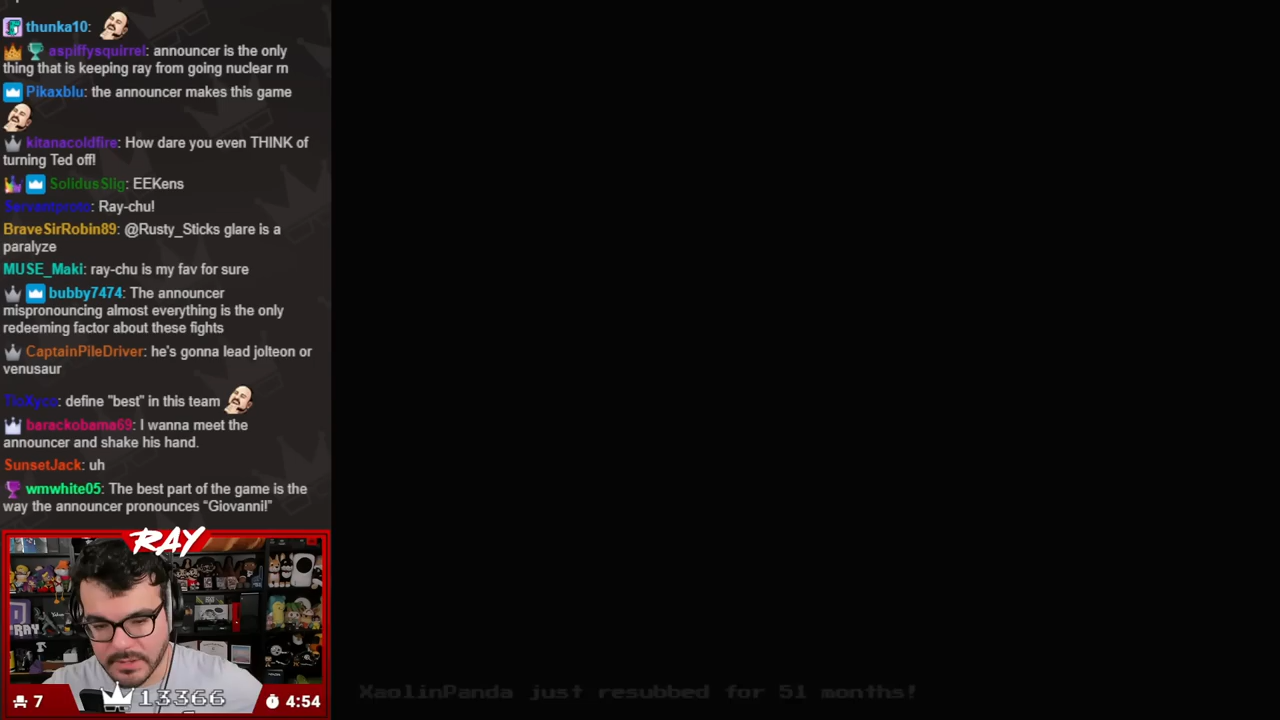 thunka10:
aspiffysquirrel: announcer is the only
thing that is keeping ray from going nuclear rn
Pikaxblu: the announcer makes this game
kitanacoldfire: How dare you even THINK of
turning Ted off!
SolidusSlig: EEKens
Servantproto: Ray-chu!
BraveSirRobin89: @Rusty_Sticks glare is a
paralyze
MUSE_Maki: ray-chu is my fav for sure
bubby7474: The announcer
mispronouncing almost everything is the only
redeeming factor about these fights
CaptainPileDriver: he's gonna lead jolteon or
venusaur
define "best" in this team
barackobama69: I wanna meet the
announcer and shake his hand.
SunsetJack: uh
wmwhite05: The best part of the game is the
way the announcer pronounces “Giovanni!”
RAY
7
13366
4:54
XaolinPanda just resubbed for 51 months!